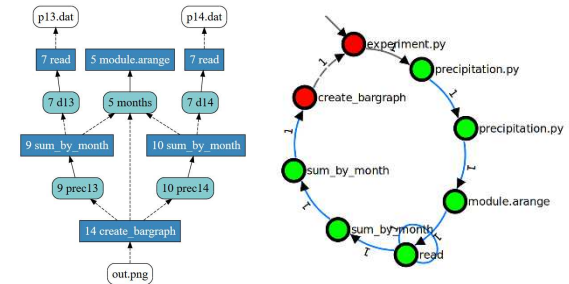 p13.dat
p14.dat
7 read
5 module.arange
7 read
7 d13
5 months
7 d14
9 sum_by_month
10 sum_by_month
9 prec13
10 prec14
14 create_bargraph
out.png
experiment.py
1
precipitation.py
1
1
create_bargraph
precipitation.py
1
1
sum_by_month
module.arange
1
1
sum_by_month
1
1
read
1